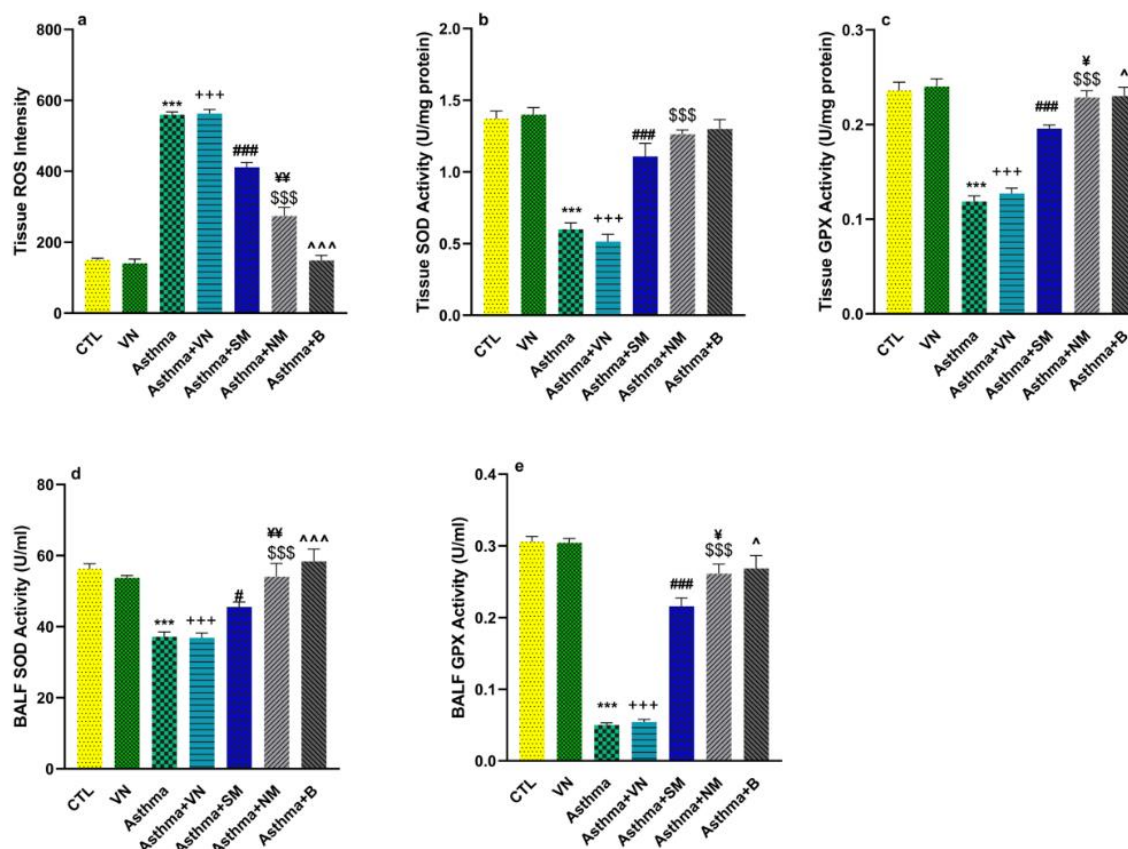 a
Tissue ROS Intensity
800
600
400
200
0
***
+++
###
¥¥
$$$
^^^
CTL
VN
Asthma
Asthma+VN
Asthma+SM
Asthma+NM
Asthma+B
b
Tissue SOD Activity (U/mg protein)
2.0
1.5
1.0
0.5
0.0
***
+++
###
$$$
CTL
VN
Asthma
Asthma+VN
Asthma+SM
Asthma+NM
Asthma+B
c
Tissue GPX Activity (U/mg protein)
0.3
0.2
0.1
0.0
***
+++
###
¥
$$$
^
CTL
VN
Asthma
Asthma+VN
Asthma+SM
Asthma+NM
Asthma+B
d
BALF SOD Activity (U/ml)
80
60
40
20
0
***
+++
#
¥¥
$$$
^^^
CTL
VN
Asthma
Asthma+VN
Asthma+SM
Asthma+NM
Asthma+B
e
BALF GPX Activity (U/ml)
0.4
0.3
0.2
0.1
0.0
***
+++
###
¥
$$$
^
CTL
VN
Asthma
Asthma+VN
Asthma+SM
Asthma+NM
Asthma+B